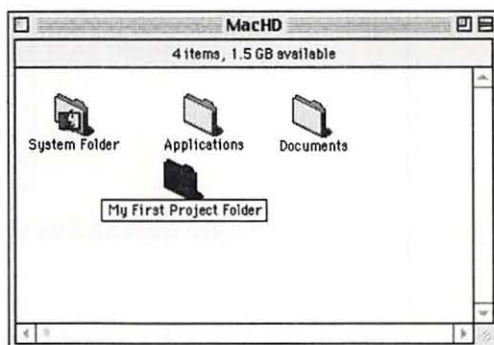 MacHD
4 items, 1.5 GB available
System Folder
Applications
Documents
My First Project Folder